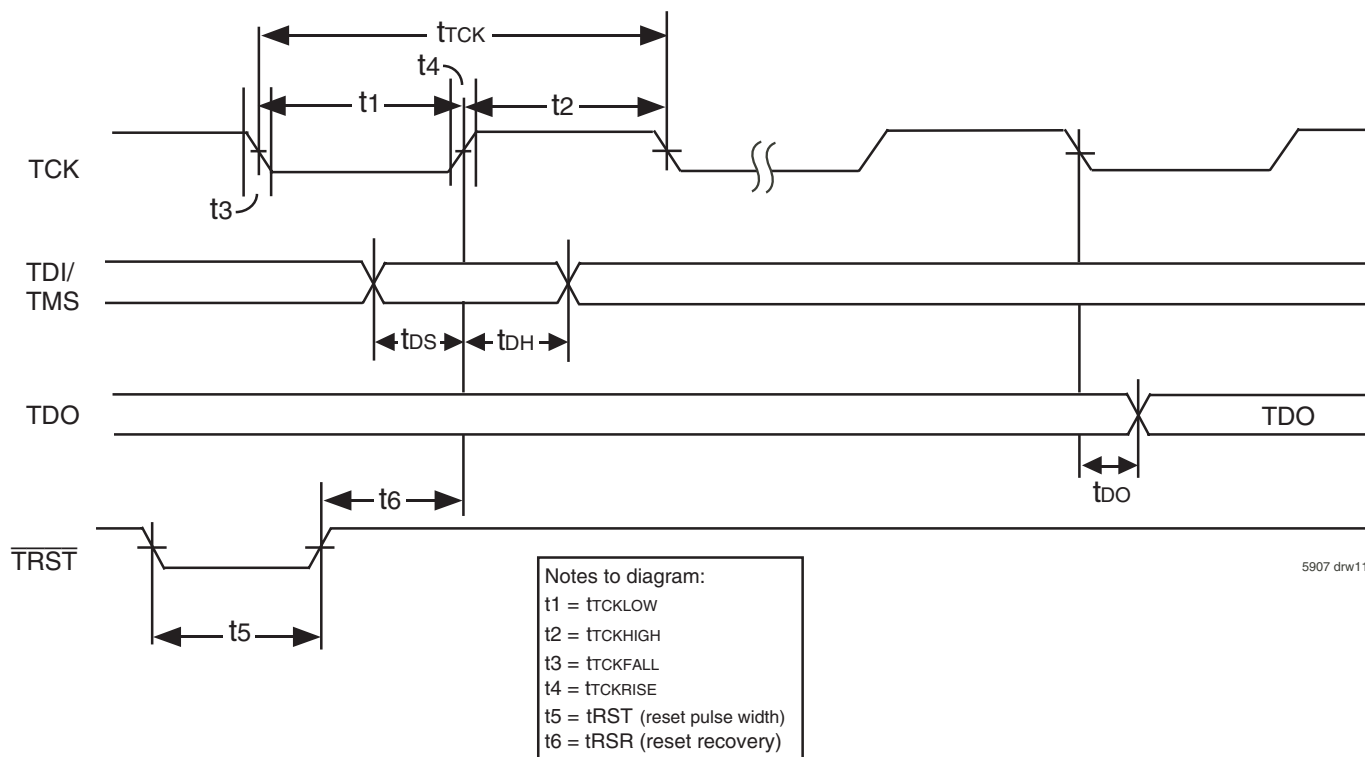 tTCK
t4
t1
t2
TCK
t3
TDI/
TMS
tDS
tDH
TDO
TDO
tDO
t6
TRST
5907 drw11
t5
Notes to diagram:
t1 = tTCKLOW
t2 = tTCKHIGH
t3 = tTCKFALL
t4 = tTCKRISE
t5 = tRST (reset pulse width)
t6 = tRSR (reset recovery)